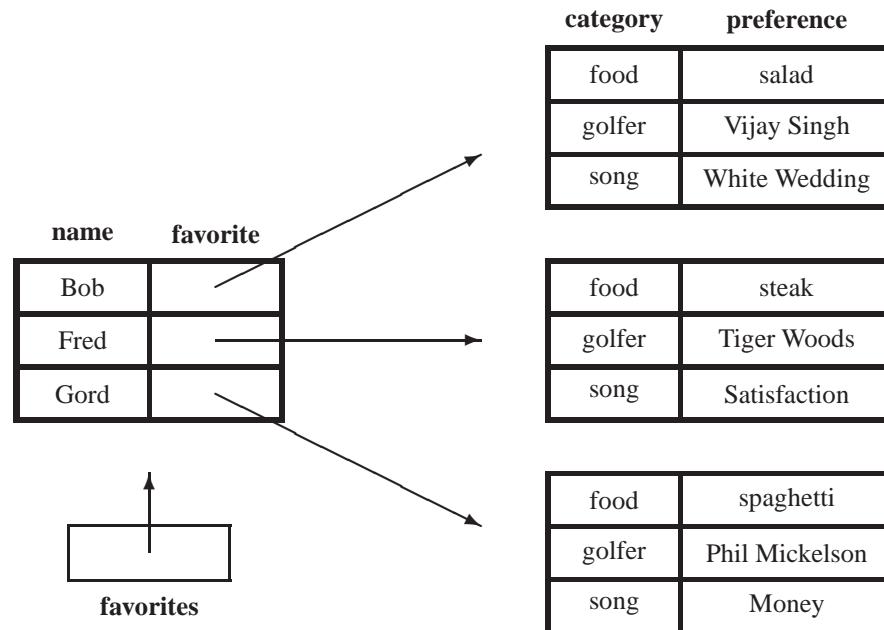 category preference
food salad
golfer Vijay Singh
song White Wedding
name favorite
Bob
Fred
Gord
food steak
golfer Tiger Woods
song Satisfaction
favorites
food spaghetti
golfer Phil Mickelson
song Money